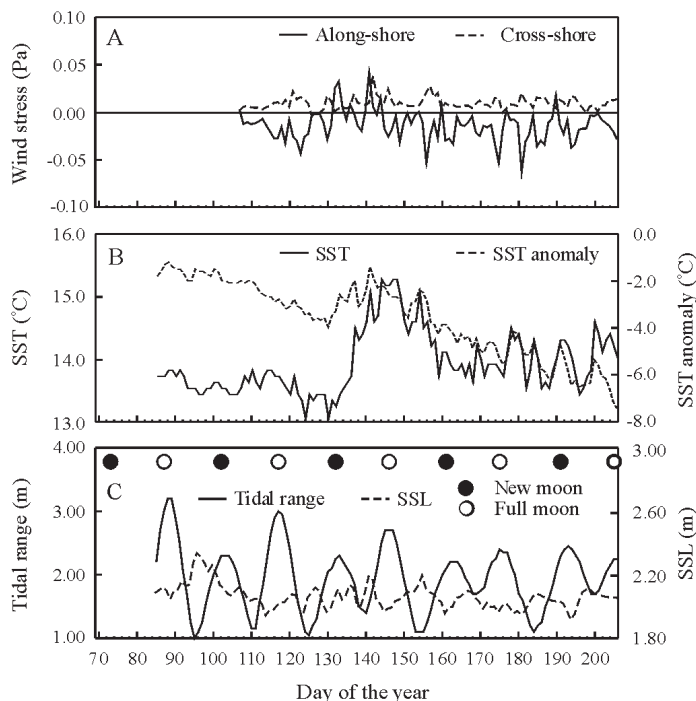 A
Along-shore
Cross-shore
Wind stress (Pa)
0.10
0.05
0.00
-0.05
-0.10
B
SST
SST anomaly
SST (°C)
16.0
15.0
14.0
13.0
SST anomaly (°C)
0.0
-2.0
-4.0
-6.0
-8.0
C
Tidal range
SSL
New moon
Full moon
Tidal range (m)
4.00
3.00
2.00
1.00
SSL (m)
3.00
2.60
2.20
1.80
70 80 90 100 110 120 130 140 150 160 170 180 190 200
Day of the year